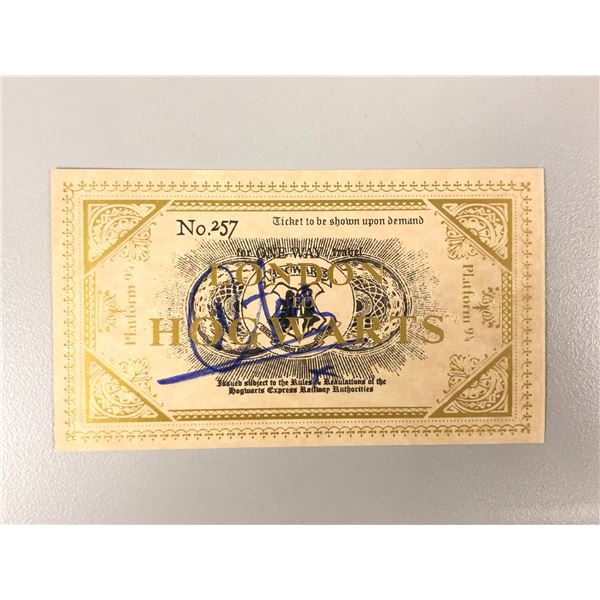 No.257
Ticket to be shown upon demand
for ONE WAY travel
LONDON
to
HOGWARTS
Platform 9¾
Platform 9¾
Issued subject to the Rules & Regulations of the
Hogwarts Express Railway Authorities